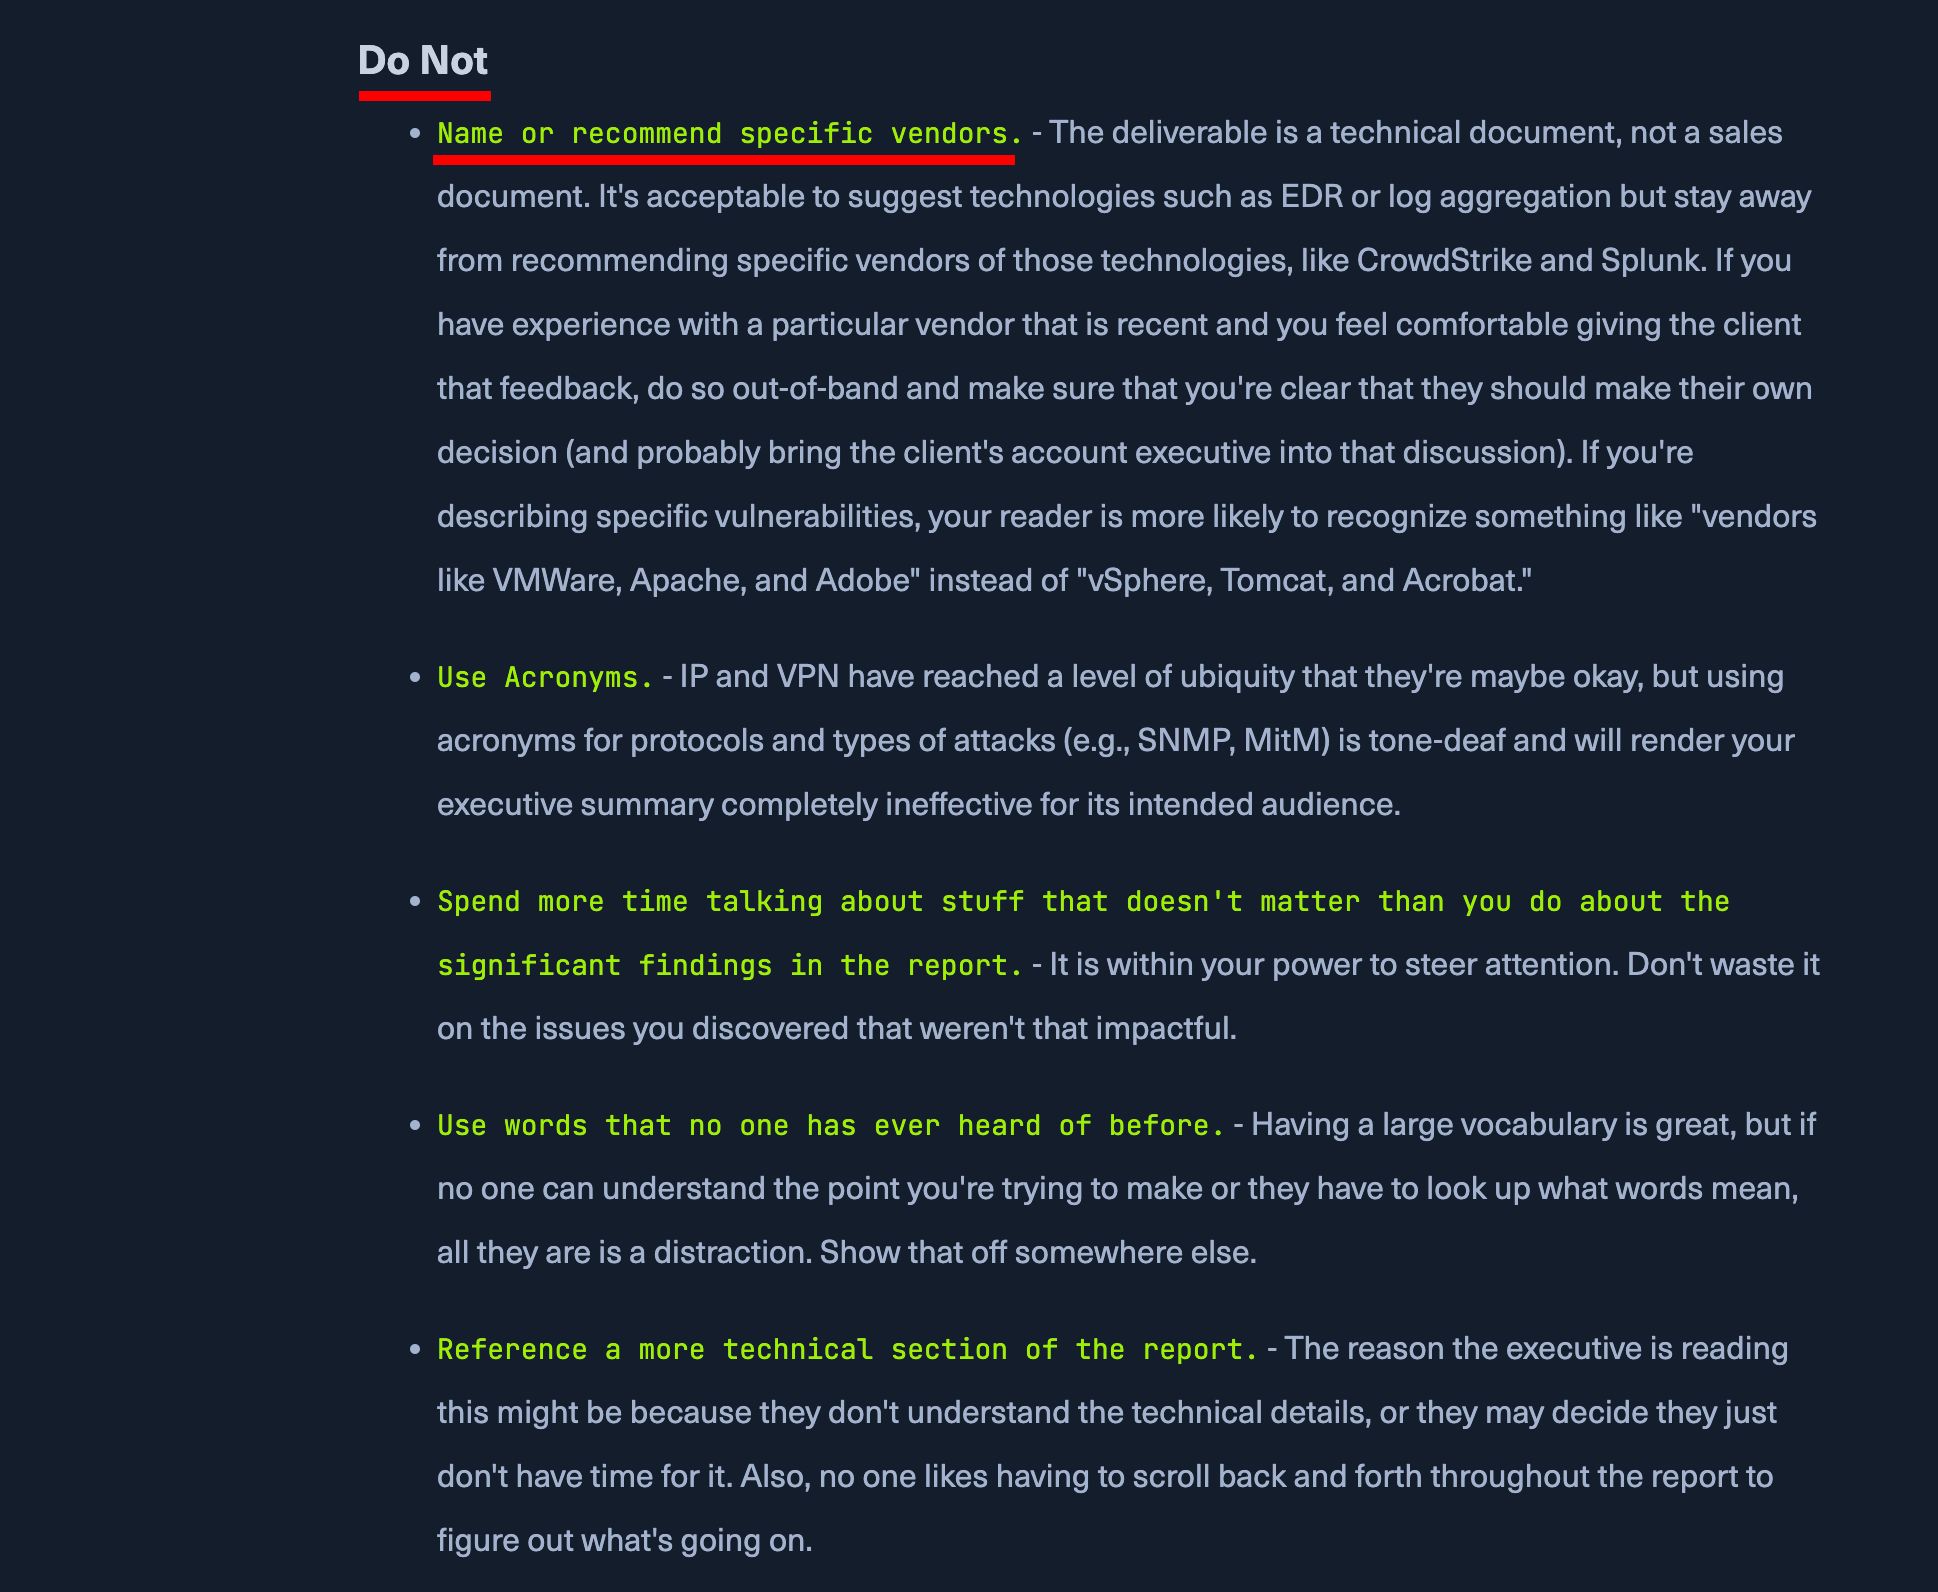 Do Not
• Name or recommend specific vendors. - The deliverable is a technical document, not a sales
document. It's acceptable to suggest technologies such as EDR or log aggregation but stay away
from recommending specific vendors of those technologies, like CrowdStrike and Splunk. If you
have experience with a particular vendor that is recent and you feel comfortable giving the client
that feedback, do so out-of-band and make sure that you're clear that they should make their own
decision (and probably bring the client's account executive into that discussion). If you're
describing specific vulnerabilities, your reader is more likely to recognize something like "vendors
like VMWare, Apache, and Adobe" instead of "vSphere, Tomcat, and Acrobat."
• Use Acronyms. - IP and VPN have reached a level of ubiquity that they're maybe okay, but using
acronyms for protocols and types of attacks (e.g., SNMP, MitM) is tone-deaf and will render your
executive summary completely ineffective for its intended audience.
• Spend more time talking about stuff that doesn't matter than you do about the
significant findings in the report. - It is within your power to steer attention. Don't waste it
on the issues you discovered that weren't that impactful.
• Use words that no one has ever heard of before. - Having a large vocabulary is great, but if
no one can understand the point you're trying to make or they have to look up what words mean,
all they are is a distraction. Show that off somewhere else.
• Reference a more technical section of the report. - The reason the executive is reading
this might be because they don't understand the technical details, or they may decide they just
don't have time for it. Also, no one likes having to scroll back and forth throughout the report to
figure out what's going on.